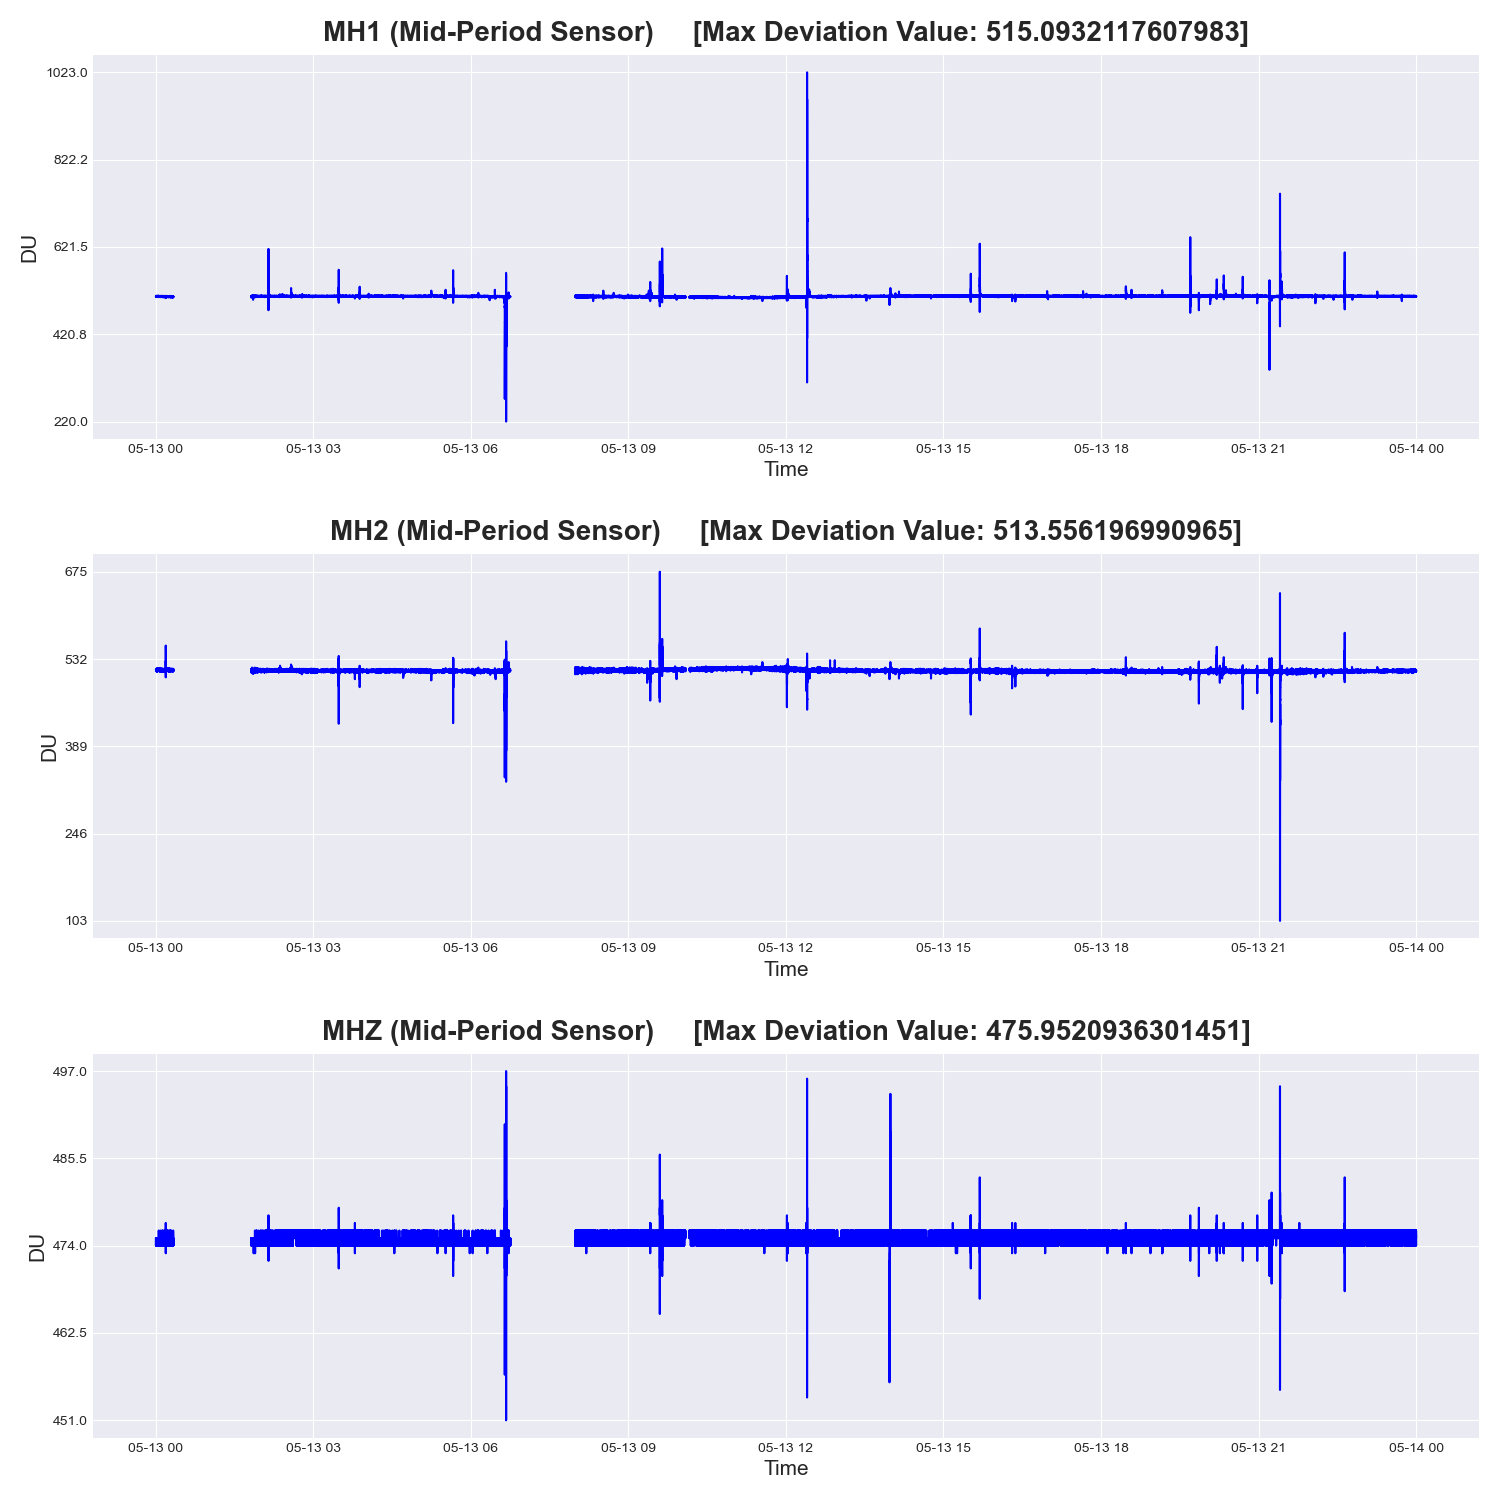 MH1 (Mid-Period Sensor)     [Max Deviation Value: 515.0932117607983]
1023.0
822.2
621.5
420.8
220.0
DU
05-13 00 05-13 03 05-13 06 05-13 09 05-13 12 05-13 15 05-13 18 05-13 21 05-14 00
Time
MH2 (Mid-Period Sensor)     [Max Deviation Value: 513.556196990965]
675
532
389
246
103
DU
05-13 00 05-13 03 05-13 06 05-13 09 05-13 12 05-13 15 05-13 18 05-13 21 05-14 00
Time
MHZ (Mid-Period Sensor)     [Max Deviation Value: 475.9520936301451]
497.0
485.5
474.0
462.5
451.0
DU
05-13 00 05-13 03 05-13 06 05-13 09 05-13 12 05-13 15 05-13 18 05-13 21 05-14 00
Time